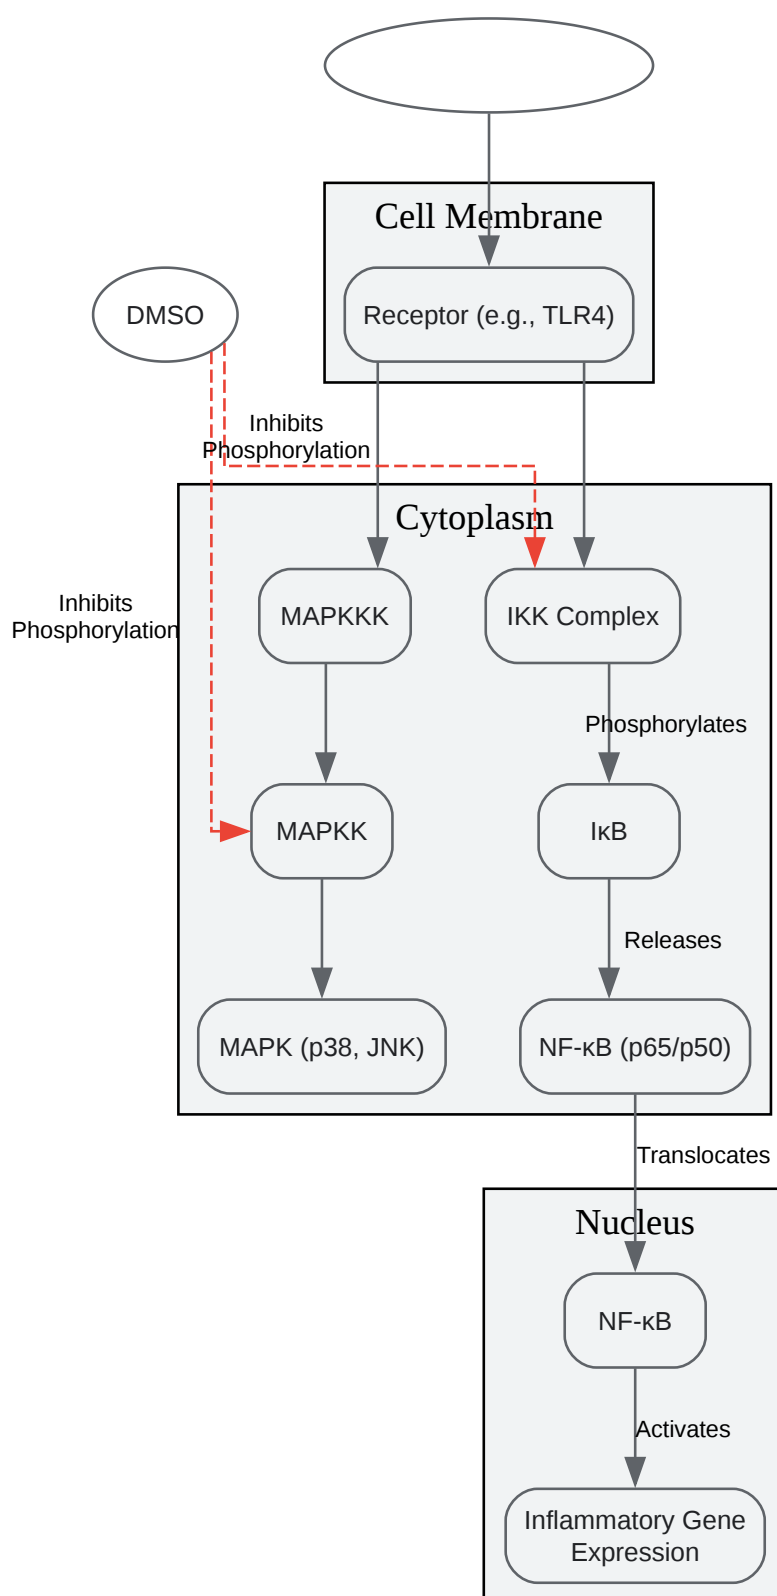 Cell Membrane
DMSO
Receptor (e.g., TLR4)
Inhibits
Phosphorylation
Cytoplasm
Inhibits
Phosphorylation
MAPKKK
IKK Complex
Phosphorylates
MAPKK
IκB
Releases
MAPK (p38, JNK)
NF-κB (p65/p50)
Translocates
Nucleus
NF-κB
Activates
Inflammatory Gene
Expression